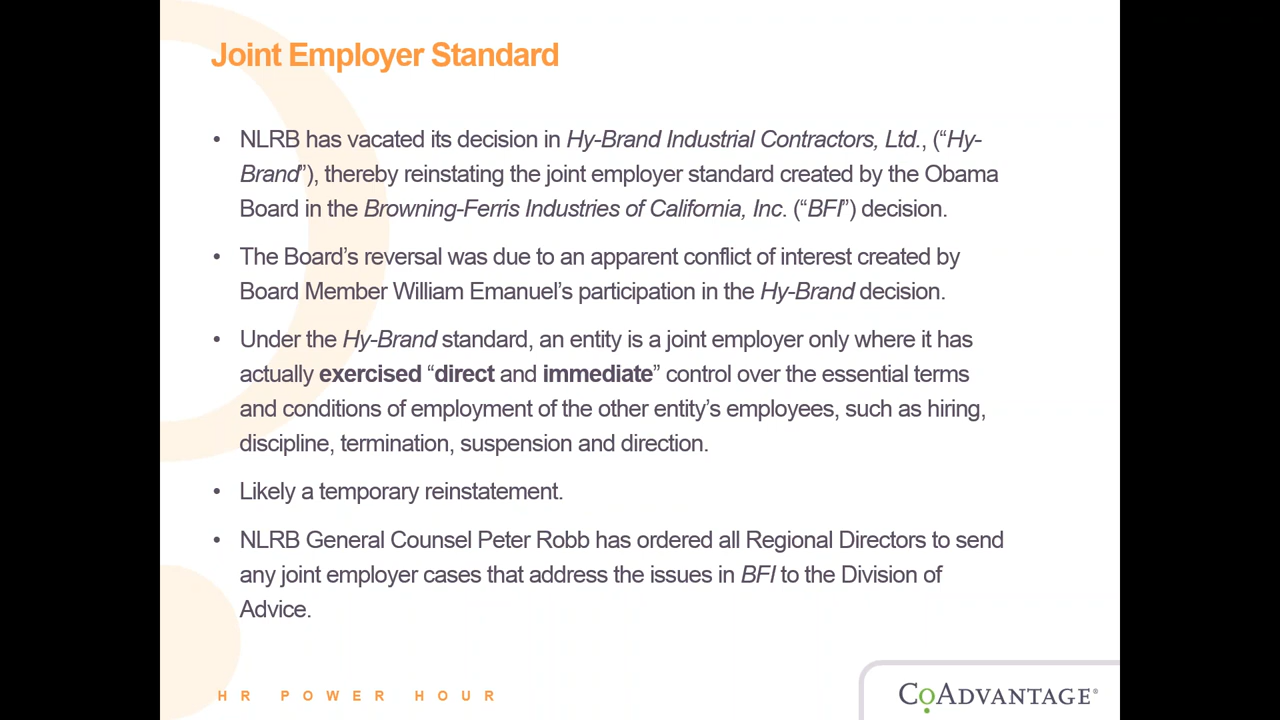 Joint Employer Standard
• NLRB has vacated its decision in Hy-Brand Industrial Contractors, Ltd., (“Hy-
Brand”), thereby reinstating the joint employer standard created by the Obama
Board in the Browning-Ferris Industries of California, Inc. (“BFI”) decision.
• The Board’s reversal was due to an apparent conflict of interest created by
Board Member William Emanuel’s participation in the Hy-Brand decision.
• Under the Hy-Brand standard, an entity is a joint employer only where it has
actually exercised “direct and immediate” control over the essential terms
and conditions of employment of the other entity’s employees, such as hiring,
discipline, termination, suspension and direction.
• Likely a temporary reinstatement.
• NLRB General Counsel Peter Robb has ordered all Regional Directors to send
any joint employer cases that address the issues in BFI to the Division of
Advice.
HR POWER HOUR
CoAdvantage®